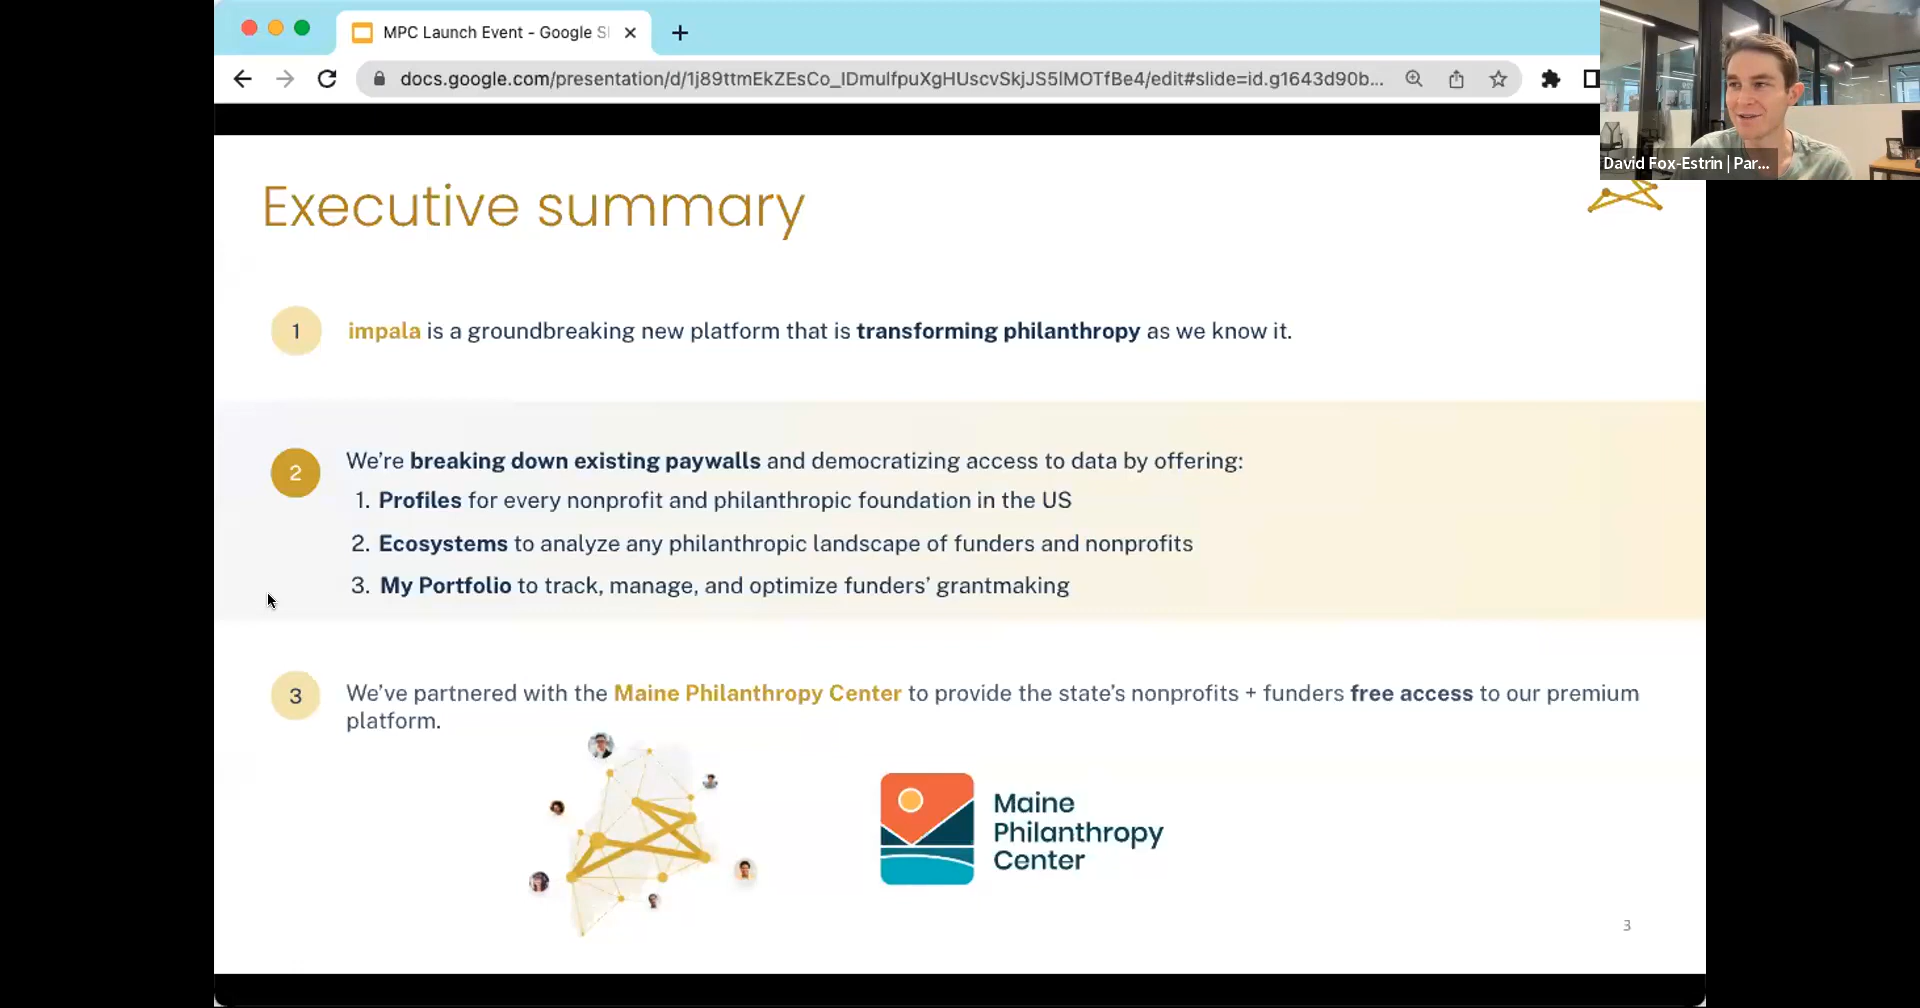 MPC Launch Event - Google Sl
docs.google.com/presentation/d/1j89ttmEkZEsCo_IDmulfpuXgHUscvSkjJS5lMOTfBe4/edit#slide=id.g1643d90b...
David Fox-Estrin | Par...
Executive summary
1 impala is a groundbreaking new platform that is transforming philanthropy as we know it.
2 We're breaking down existing paywalls and democratizing access to data by offering:
1. Profiles for every nonprofit and philanthropic foundation in the US
2. Ecosystems to analyze any philanthropic landscape of funders and nonprofits
3. My Portfolio to track, manage, and optimize funders' grantmaking
3 We've partnered with the Maine Philanthropy Center to provide the state's nonprofits + funders free access to our premium
platform.
Maine
Philanthropy
Center
3